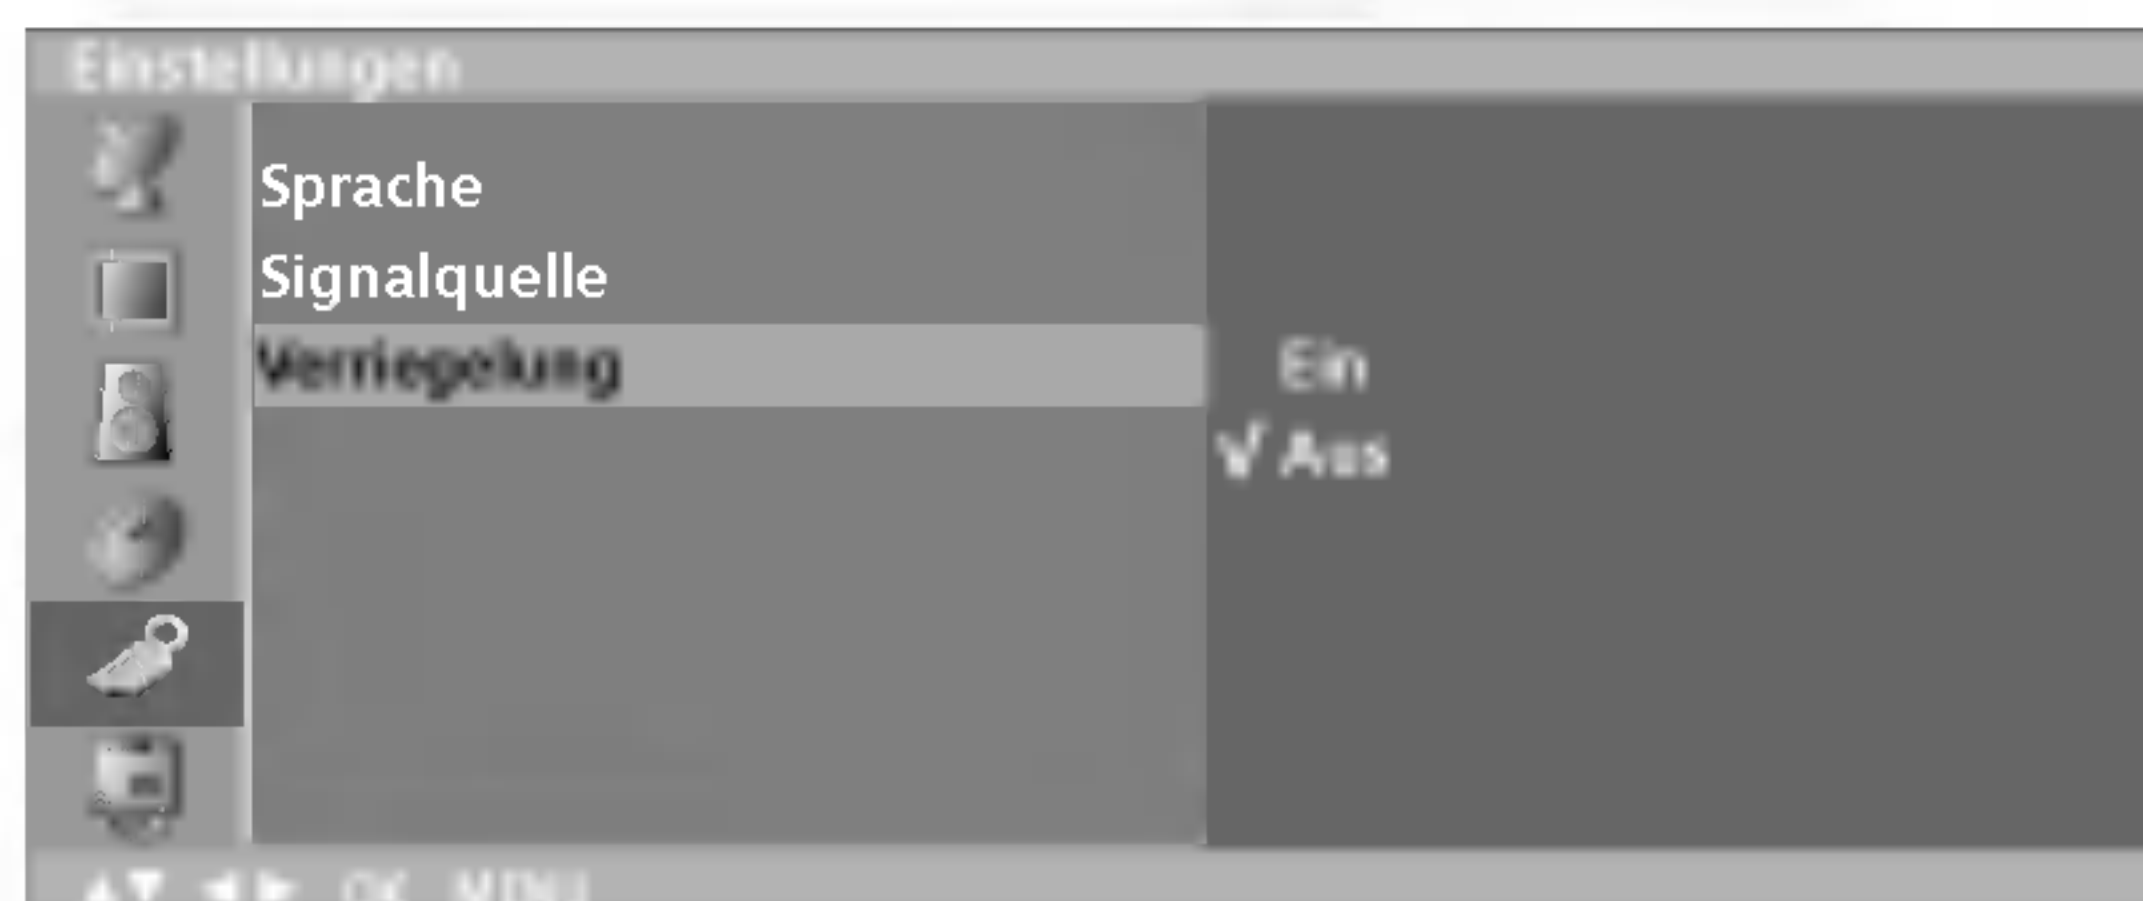 Einstellungen
Sprache
Signalquelle
Verriegelung
Ein
√ Aus
▲▼ ◀▶ OK MENU